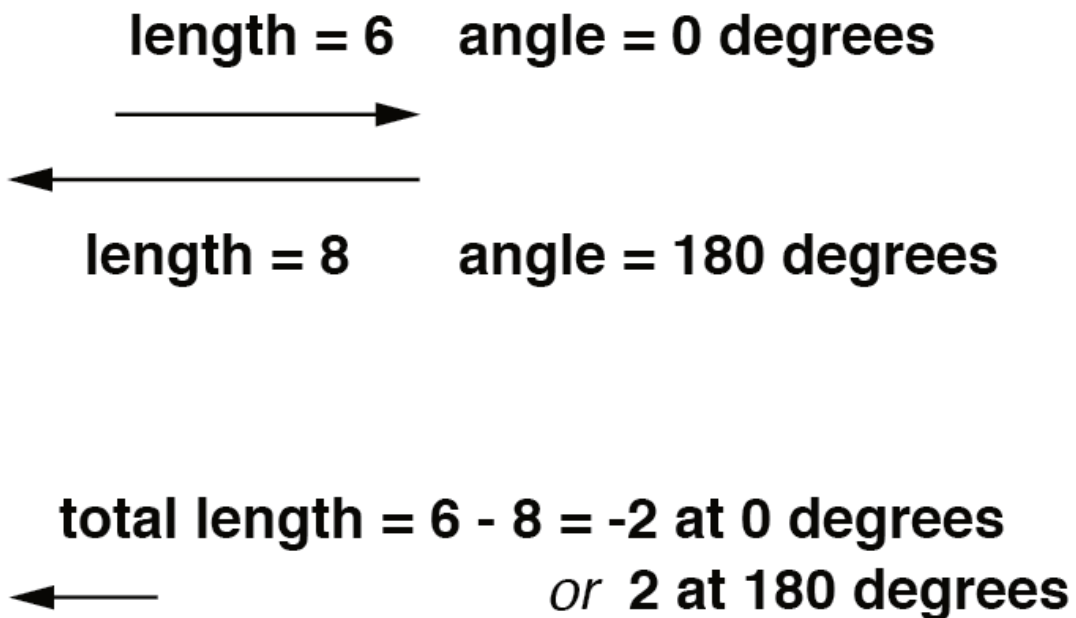 length = 6 angle = 0 degrees
length = 8 angle = 180 degrees
total length = 6 - 8 = -2 at 0 degrees
or 2 at 180 degrees